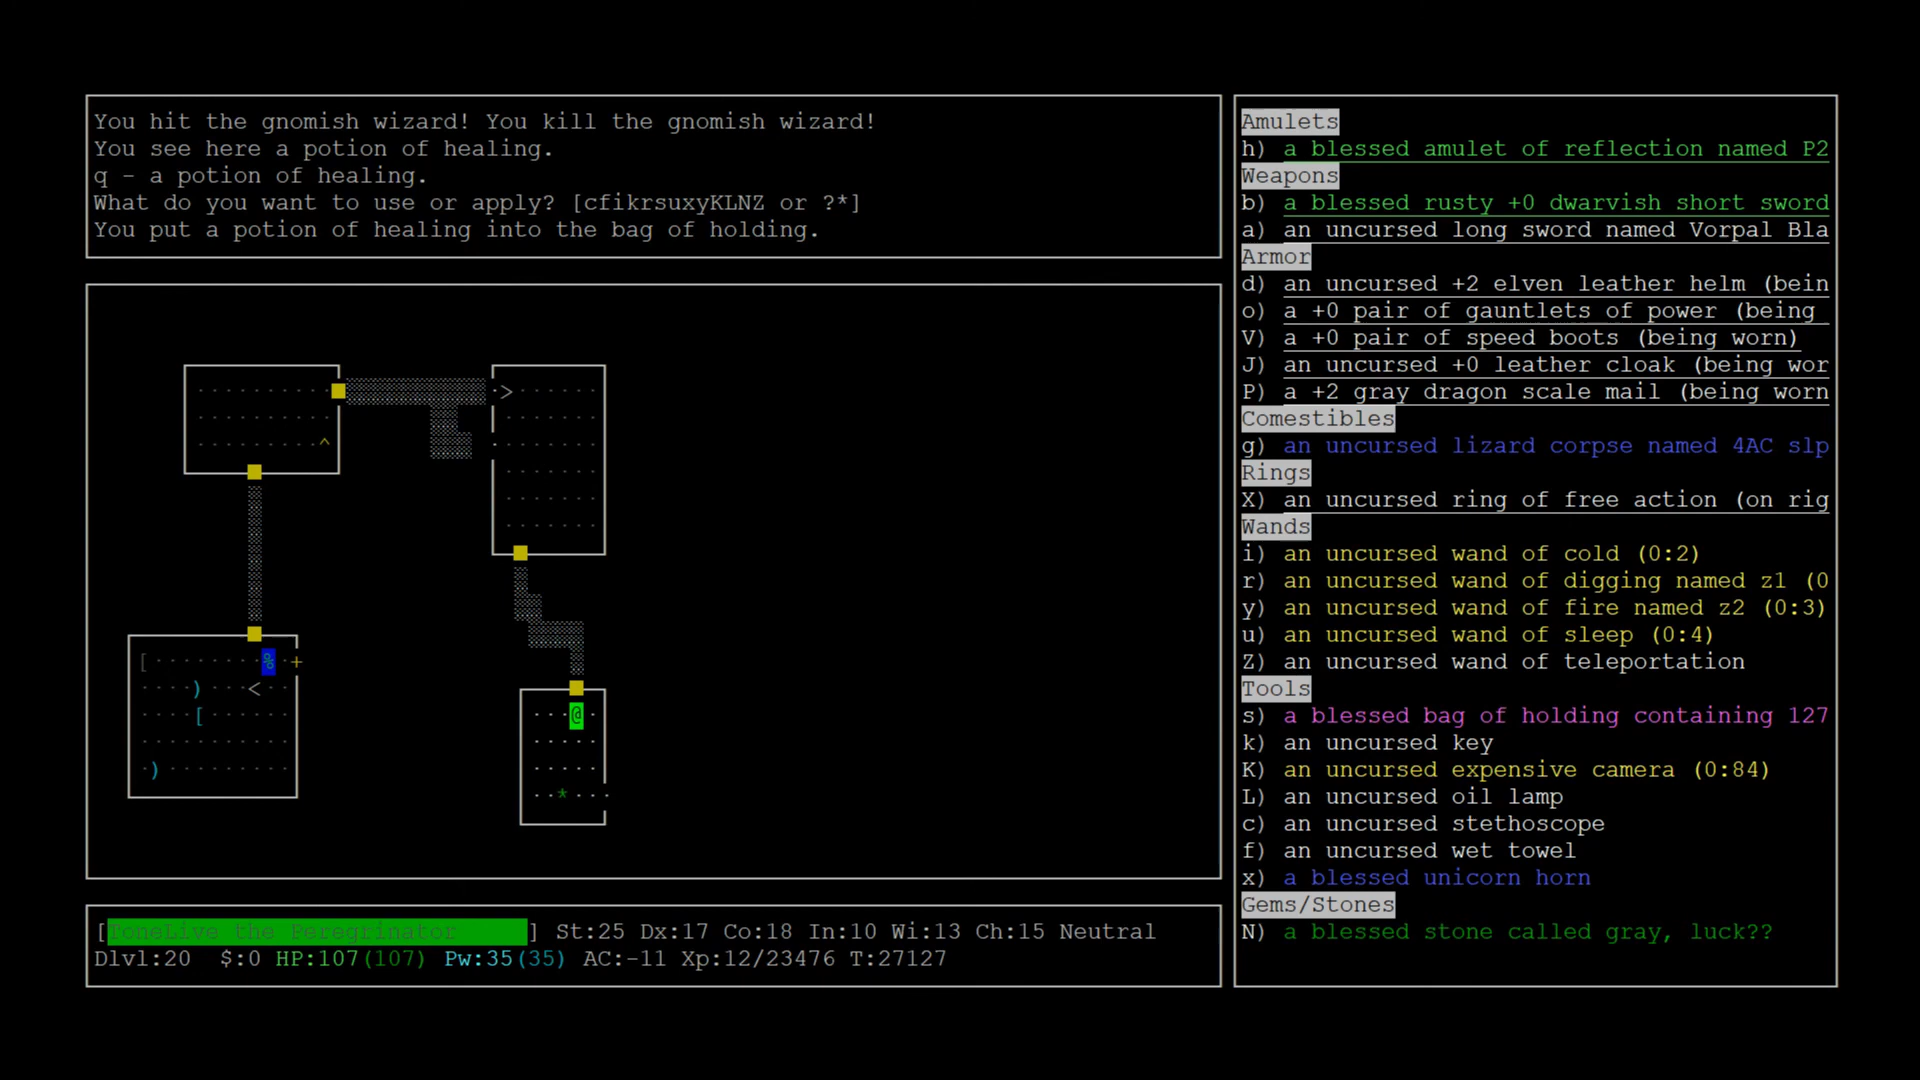 You hit the gnomish wizard! You kill the gnomish wizard!
You see here a potion of healing.
q - a potion of healing.
What do you want to use or apply? [cfikrsuxyKLNZ or ?*]
You put a potion of healing into the bag of holding.
[ToneLive the Peregrinator] St:25 Dx:17 Co:18 In:10 Wi:13 Ch:15 Neutral
Dlvl:20 $:0 HP:107(107) Pw:35(35) AC:-11 Xp:12/23476 T:27127
Amulets
h) a blessed amulet of reflection named P2
Weapons
b) a blessed rusty +0 dwarvish short sword
a) an uncursed long sword named Vorpal Bla
Armor
d) an uncursed +2 elven leather helm (bein
o) a +0 pair of gauntlets of power (being
V) a +0 pair of speed boots (being worn)
J) an uncursed +0 leather cloak (being wor
P) a +2 gray dragon scale mail (being worn
Comestibles
g) an uncursed lizard corpse named 4AC slp
Rings
X) an uncursed ring of free action (on rig
Wands
i) an uncursed wand of cold (0:2)
r) an uncursed wand of digging named z1 (0
y) an uncursed wand of fire named z2 (0:3)
u) an uncursed wand of sleep (0:4)
Z) an uncursed wand of teleportation
Tools
s) a blessed bag of holding containing 127
k) an uncursed key
K) an uncursed expensive camera (0:84)
L) an uncursed oil lamp
c) an uncursed stethoscope
f) an uncursed wet towel
x) a blessed unicorn horn
Gems/Stones
N) a blessed stone called gray, luck??